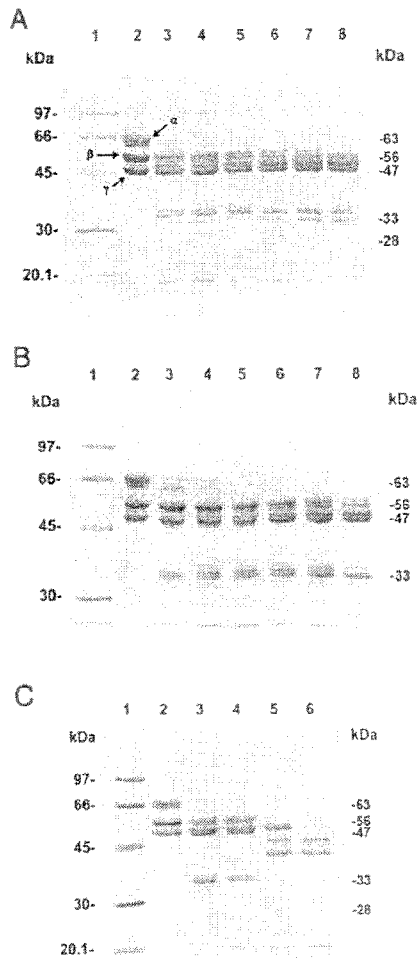 A
1 2 3 4 5 6 7 8
kDa kDa
97-
66- α -63
β -56
45- -47
γ
-33
30- -28
20.1-
B
1 2 3 4 5 6 7 8
kDa kDa
97-
66- -63
-56
45- -47
-33
30-
C
1 2 3 4 5 6
kDa kDa
97-
66- -63
-56
-47
45-
-33
30- -28
20.1-